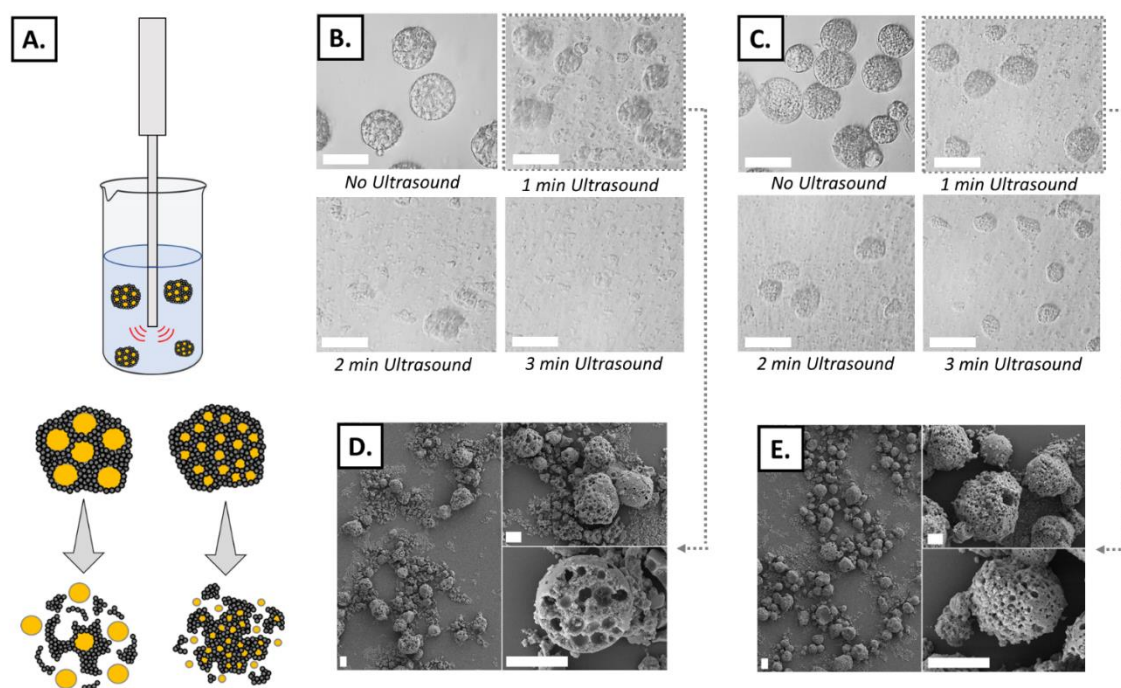 A.
B.
C.
No Ultrasound
1 min Ultrasound
No Ultrasound
1 min Ultrasound
2 min Ultrasound
3 min Ultrasound
2 min Ultrasound
3 min Ultrasound
D.
E.